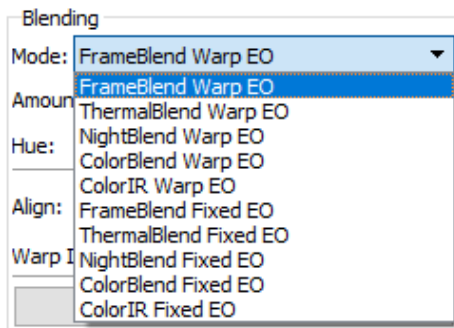 Blending
Mode: FrameBlend Warp EO
FrameBlend Warp EO
Amoun
ThermalBlend Warp EO
NightBlend Warp EO
Hue:
ColorBlend Warp EO
ColorIR Warp EO
Align:
FrameBlend Fixed EO
ThermalBlend Fixed EO
Warp I
NightBlend Fixed EO
ColorBlend Fixed EO
ColorIR Fixed EO